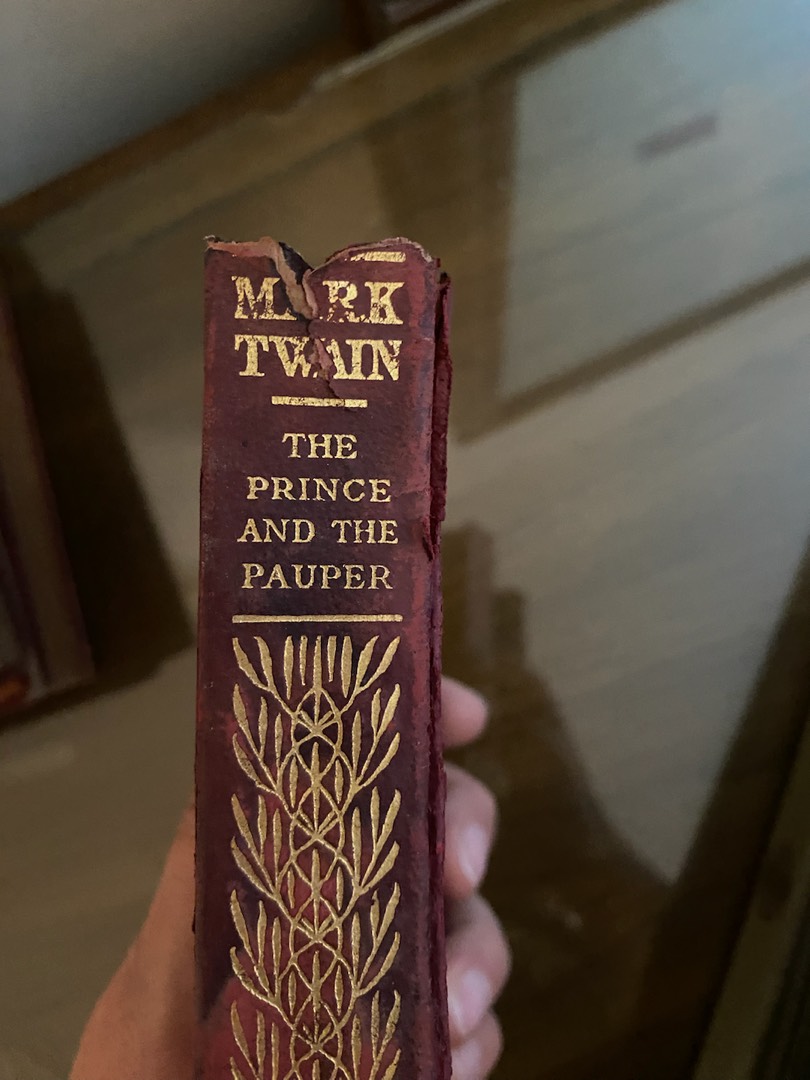 MARK
TWAIN
THE
PRINCE
AND THE
PAUPER